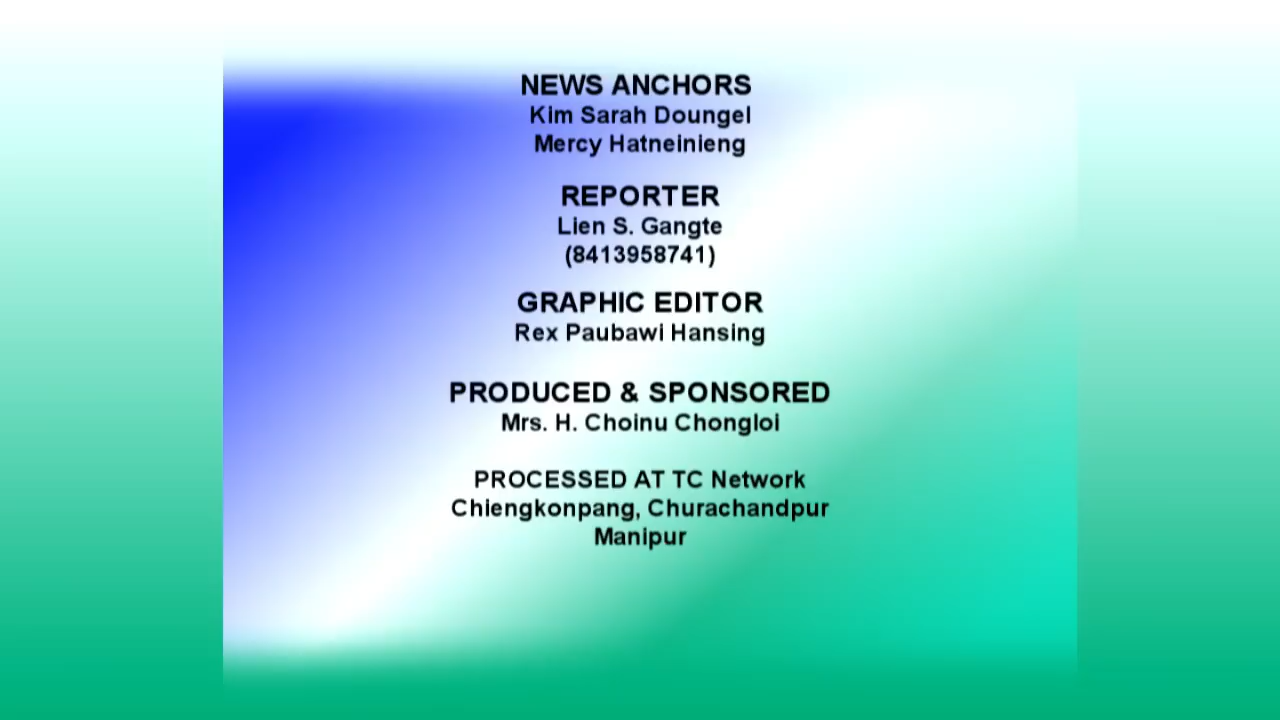 NEWS ANCHORS
Kim Sarah Doungel
Mercy Hatneinieng
REPORTER
Lien S. Gangte
(8413958741)
GRAPHIC EDITOR
Rex Paubawi Hansing
PRODUCED & SPONSORED
Mrs. H. Choinu Chongloi
PROCESSED AT TC Network
Chiengkonpang, Churachandpur
Manipur